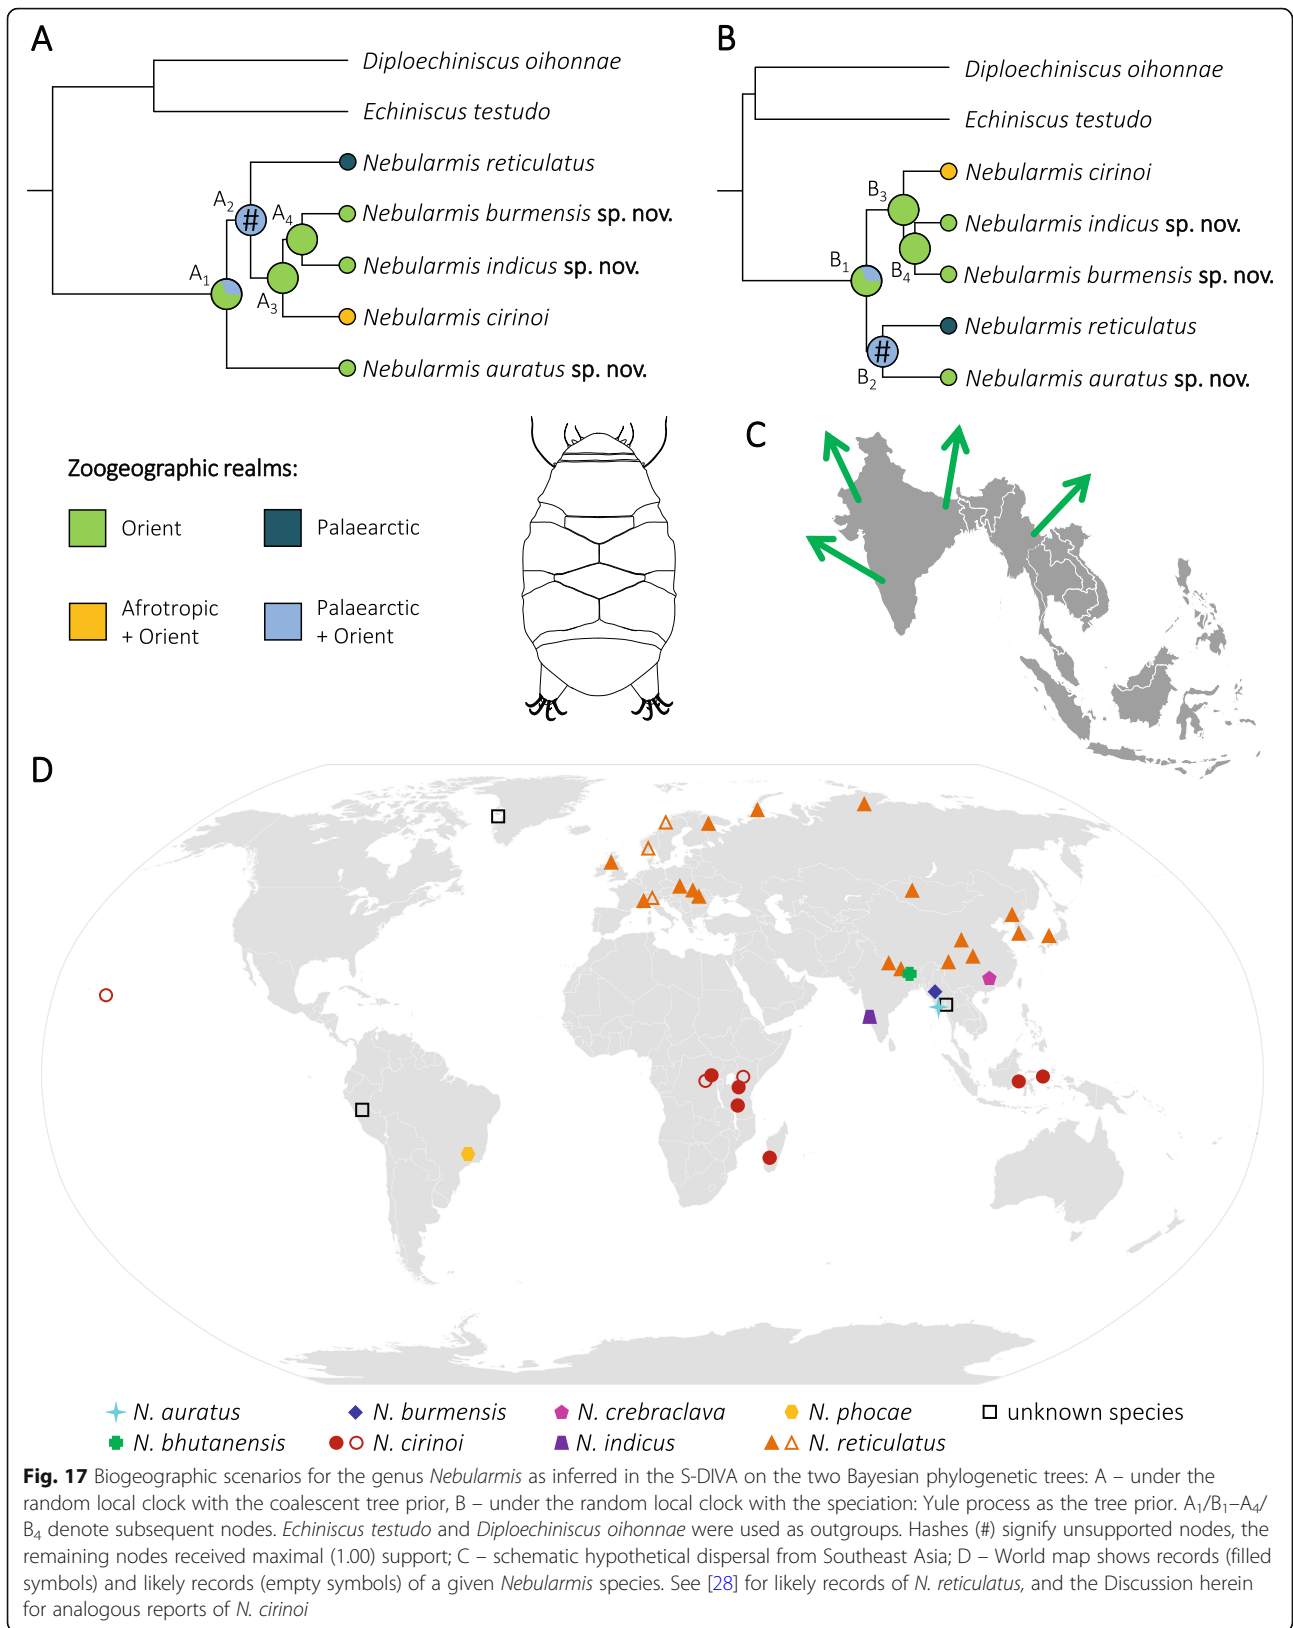 A
Diploechiniscus oihonnae
Echiniscus testudo
Nebularmis reticulatus
A2
#
A4
Nebularmis burmensis sp. nov.
Nebularmis indicus sp. nov.
A1
A3
Nebularmis cirinoi
Nebularmis auratus sp. nov.
B
Diploechiniscus oihonnae
Echiniscus testudo
Nebularmis cirinoi
B3
Nebularmis indicus sp. nov.
B1
B4
Nebularmis burmensis sp. nov.
Nebularmis reticulatus
#
B2
Nebularmis auratus sp. nov.
Zoogeographic realms:
Orient
Palaearctic
Afrotropic
+ Orient
Palaearctic
+ Orient
C
D
N. auratus
N. burmensis
N. crebraclava
N. phocae
unknown species
N. bhutanensis
N. cirinoi
N. indicus
N. reticulatus
Fig. 17 Biogeographic scenarios for the genus Nebularmis as inferred in the S-DIVA on the two Bayesian phylogenetic trees: A – under the
random local clock with the coalescent tree prior, B – under the random local clock with the speciation: Yule process as the tree prior. A1/B1–A4/
B4 denote subsequent nodes. Echiniscus testudo and Diploechiniscus oihonnae were used as outgroups. Hashes (#) signify unsupported nodes, the
remaining nodes received maximal (1.00) support; C – schematic hypothetical dispersal from Southeast Asia; D – World map shows records (filled
symbols) and likely records (empty symbols) of a given Nebularmis species. See [28] for likely records of N. reticulatus, and the Discussion herein
for analogous reports of N. cirinoi